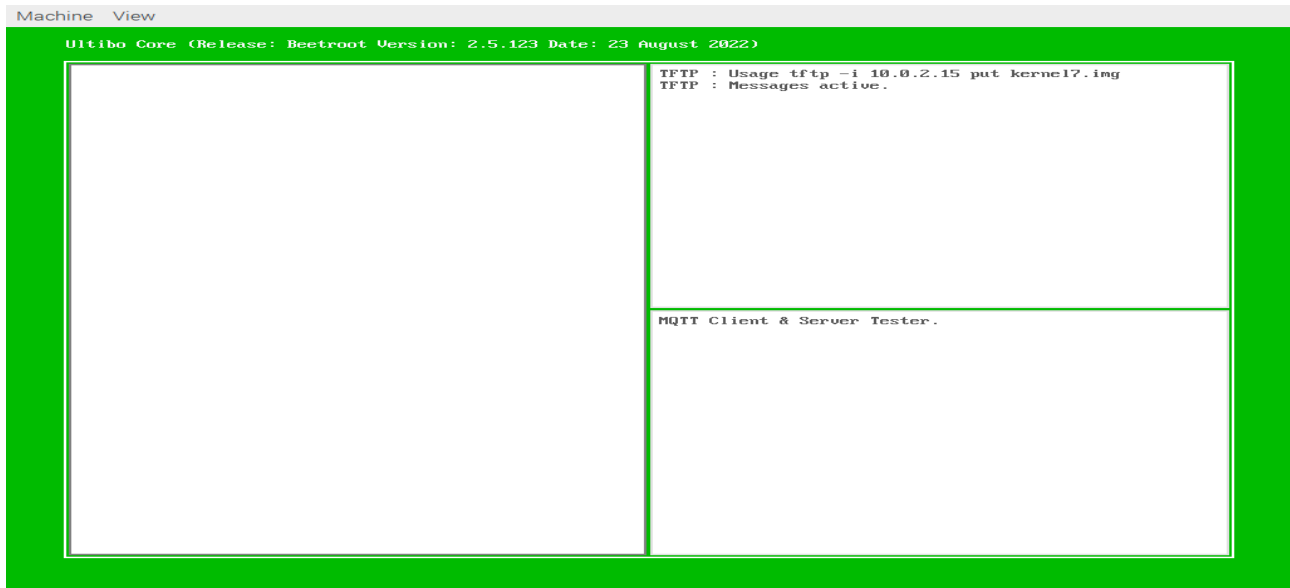 Machine View
Ultibo Core (Release: Beetroot Version: 2.5.123 Date: 23 August 2022)
TFTP : Usage tftp -i 10.0.2.15 put kernel7.img
TFTP : Messages active.
MQTT Client & Server Tester.